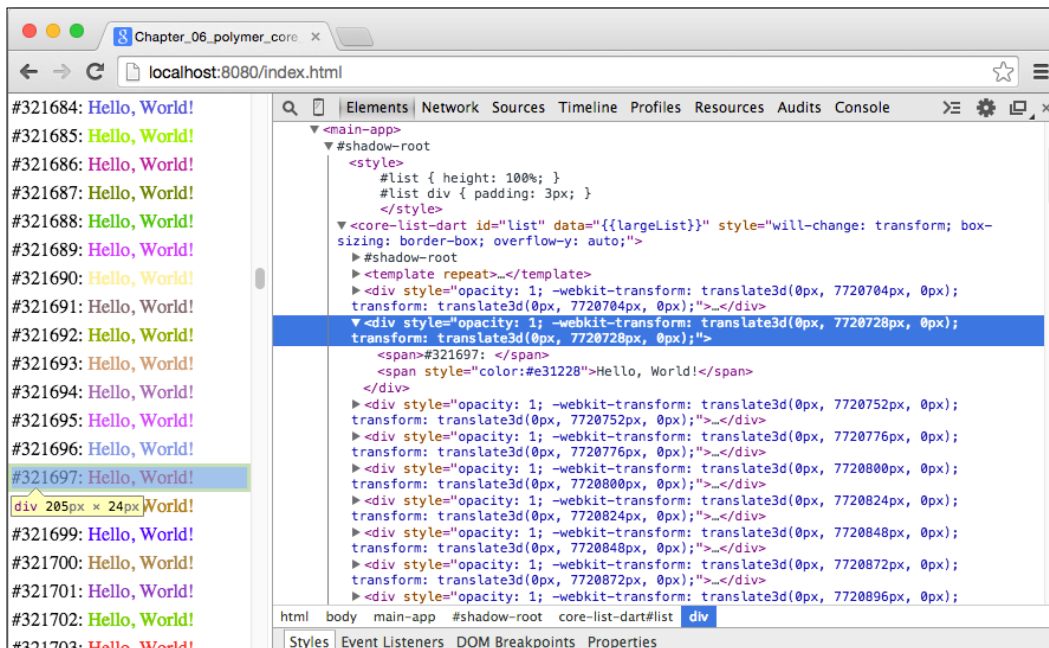 Chapter_06_polymer_core_
localhost:8080/index.html
#321684: Hello, World!
#321685: Hello, World!
#321686: Hello, World!
#321687: Hello, World!
#321688: Hello, World!
#321689: Hello, World!
#321690: Hello, World!
#321691: Hello, World!
#321692: Hello, World!
#321693: Hello, World!
#321694: Hello, World!
#321695: Hello, World!
#321696: Hello, World!
#321697: Hello, World!
div 205px × 24px World!
#321699: Hello, World!
#321700: Hello, World!
#321701: Hello, World!
#321702: Hello, World!
#321703: Hello, World!
Elements Network Sources Timeline Profiles Resources Audits Console
▼<main-app>
▼#shadow-root
<style>
#list { height: 100%; }
#list div { padding: 3px; }
</style>
▼<core-list-dart id="list" data="{{largeList}}" style="will-change: transform; box-
sizing: border-box; overflow-y: auto;">
▶#shadow-root
▶<template repeat>…</template>
▶<div style="opacity: 1; -webkit-transform: translate3d(0px, 7720704px, 0px);
transform: translate3d(0px, 7720704px, 0px);">…</div>
▼<div style="opacity: 1; -webkit-transform: translate3d(0px, 7720728px, 0px);
transform: translate3d(0px, 7720728px, 0px);">
<span>#321697: </span>
<span style="color:#e31228">Hello, World!</span>
</div>
▶<div style="opacity: 1; -webkit-transform: translate3d(0px, 7720752px, 0px);
transform: translate3d(0px, 7720752px, 0px);">…</div>
▶<div style="opacity: 1; -webkit-transform: translate3d(0px, 7720776px, 0px);
transform: translate3d(0px, 7720776px, 0px);">…</div>
▶<div style="opacity: 1; -webkit-transform: translate3d(0px, 7720800px, 0px);
transform: translate3d(0px, 7720800px, 0px);">…</div>
▶<div style="opacity: 1; -webkit-transform: translate3d(0px, 7720824px, 0px);
transform: translate3d(0px, 7720824px, 0px);">…</div>
▶<div style="opacity: 1; -webkit-transform: translate3d(0px, 7720848px, 0px);
transform: translate3d(0px, 7720848px, 0px);">…</div>
▶<div style="opacity: 1; -webkit-transform: translate3d(0px, 7720872px, 0px);
transform: translate3d(0px, 7720872px, 0px);">…</div>
▶<div style="opacity: 1; -webkit-transform: translate3d(0px, 7720896px, 0px);
html body main-app #shadow-root core-list-dart#list div
Styles Event Listeners DOM Breakpoints Properties